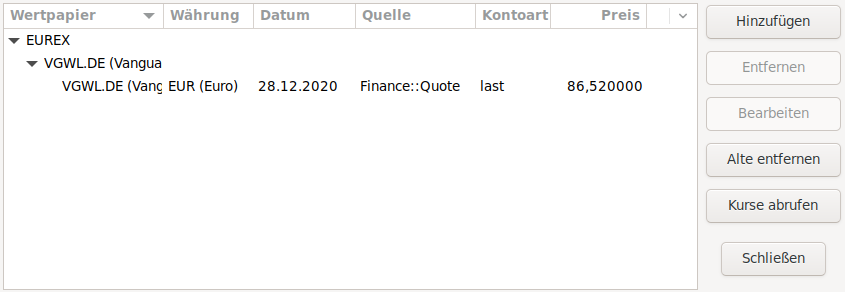 Wertpapier Währung Datum Quelle Kontoart Preis
EUREX
VGWL.DE (Vangua
VGWL.DE (Vang EUR (Euro) 28.12.2020 Finance::Quote last 86,520000
Hinzufügen
Entfernen
Bearbeiten
Alte entfernen
Kurse abrufen
Schließen